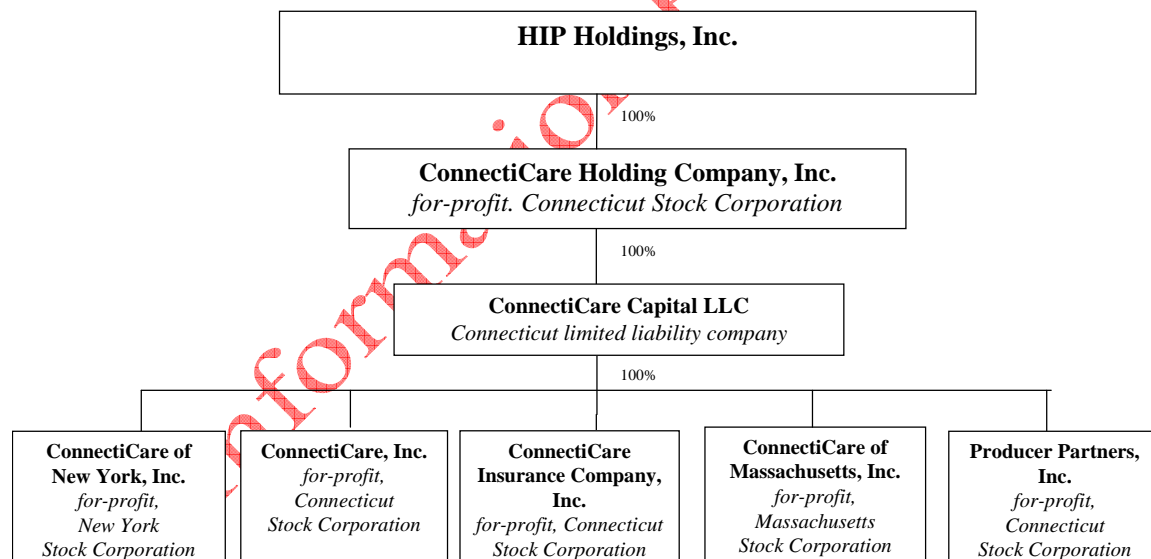 HIP Holdings, Inc.
100%
ConnectiCare Holding Company, Inc.
for-profit. Connecticut Stock Corporation
100%
ConnectiCare Capital LLC
Connecticut limited liability company
100%
ConnectiCare of
New York, Inc.
for-profit,
New York
Stock Corporation
ConnectiCare, Inc.
for-profit,
Connecticut
Stock Corporation
ConnectiCare
Insurance Company,
Inc.
for-profit, Connecticut
Stock Corporation
ConnectiCare of
Massachusetts, Inc.
for-profit,
Massachusetts
Stock Corporation
Producer Partners,
Inc.
for-profit,
Connecticut
Stock Corporation